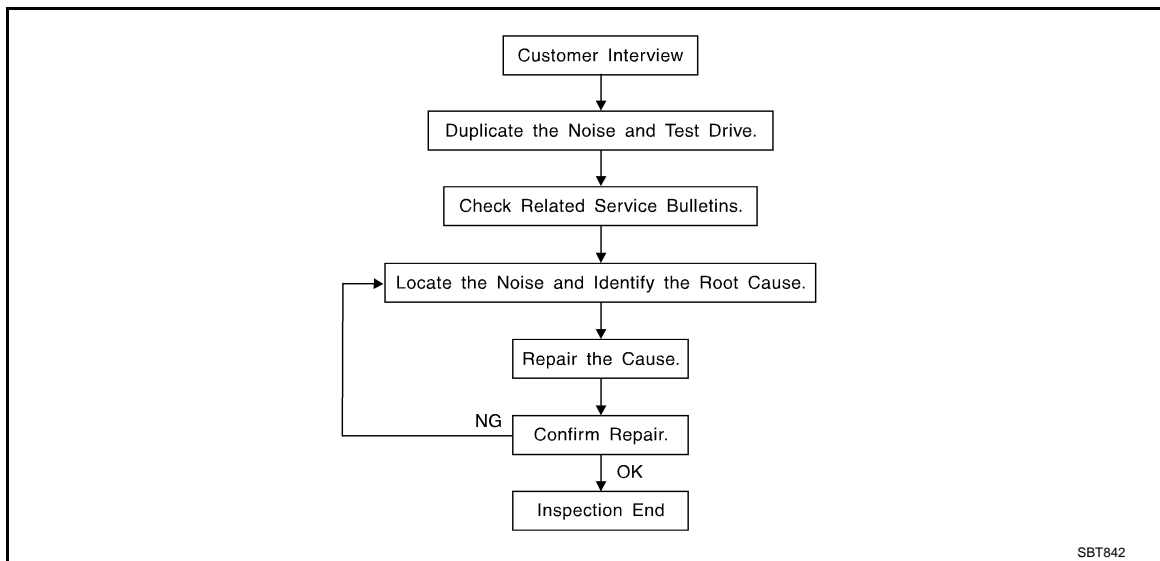 Customer Interview
Duplicate the Noise and Test Drive.
Check Related Service Bulletins.
Locate the Noise and Identify the Root Cause.
Repair the Cause.
NG
Confirm Repair.
OK
Inspection End
SBT842